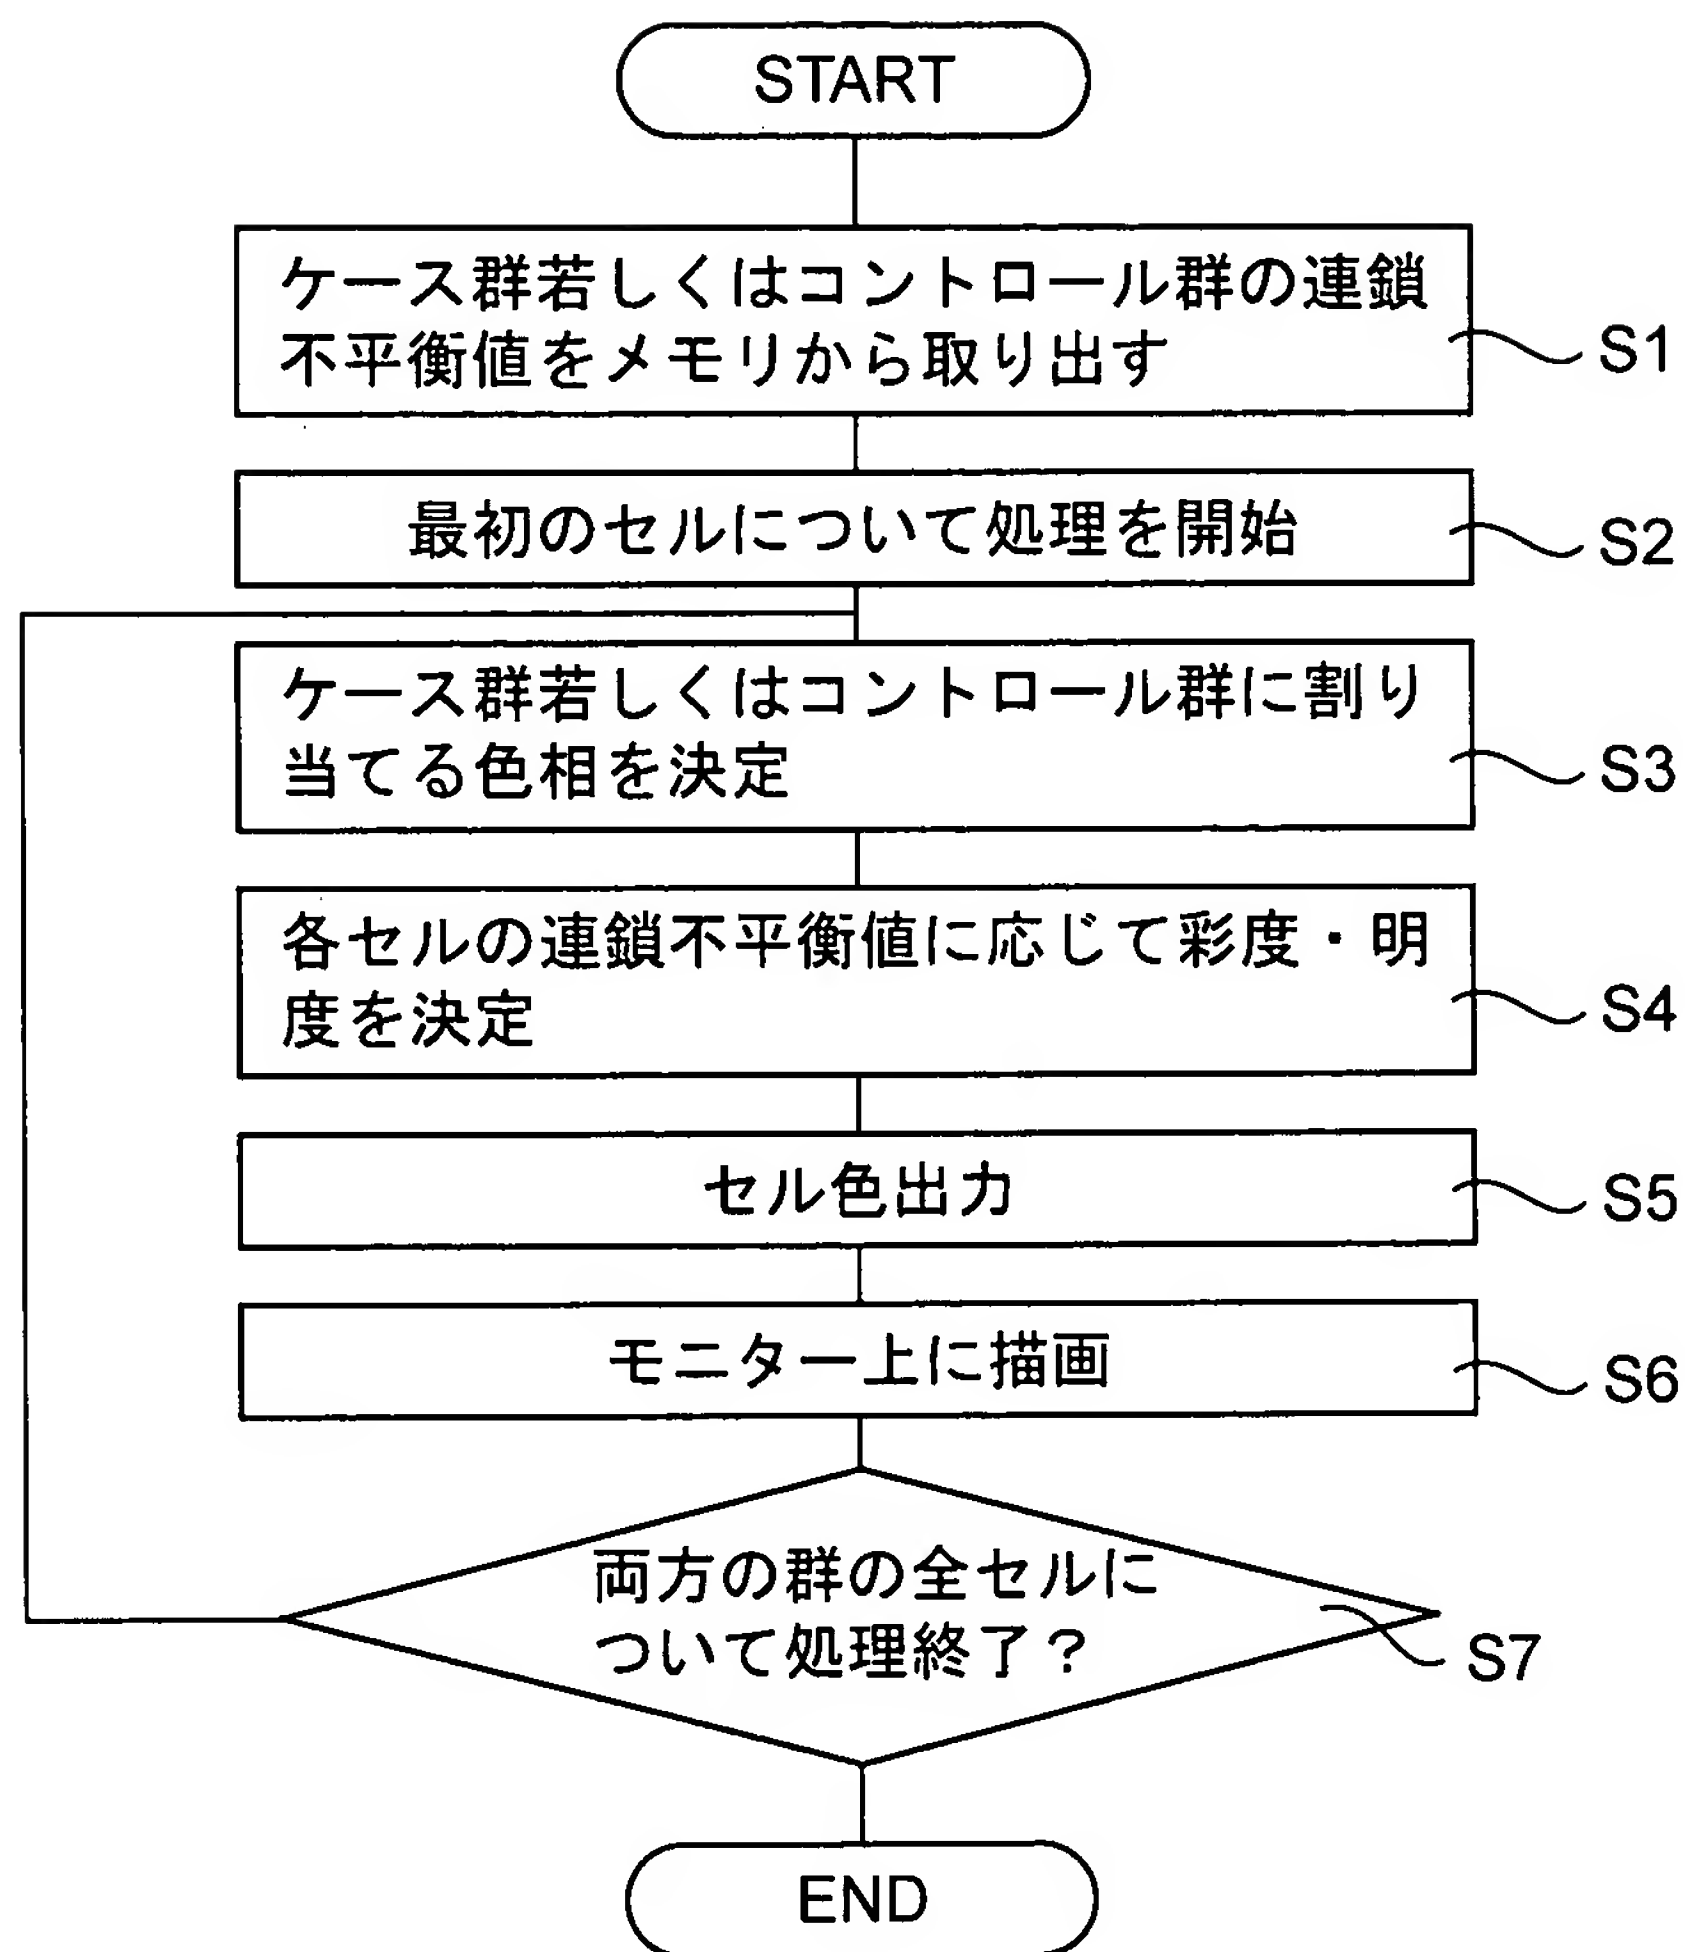 START
ケース群若しくはコントロール群の連鎖
不平衡値をメモリから取り出す
S1
最初のセルについて処理を開始
S2
ケース群若しくはコントロール群に割り
当てる色相を決定
S3
各セルの連鎖不平衡値に応じて彩度・明
度を決定
S4
セル色出力
S5
モニター上に描画
S6
両方の群の全セルに
ついて処理終了？
S7
END